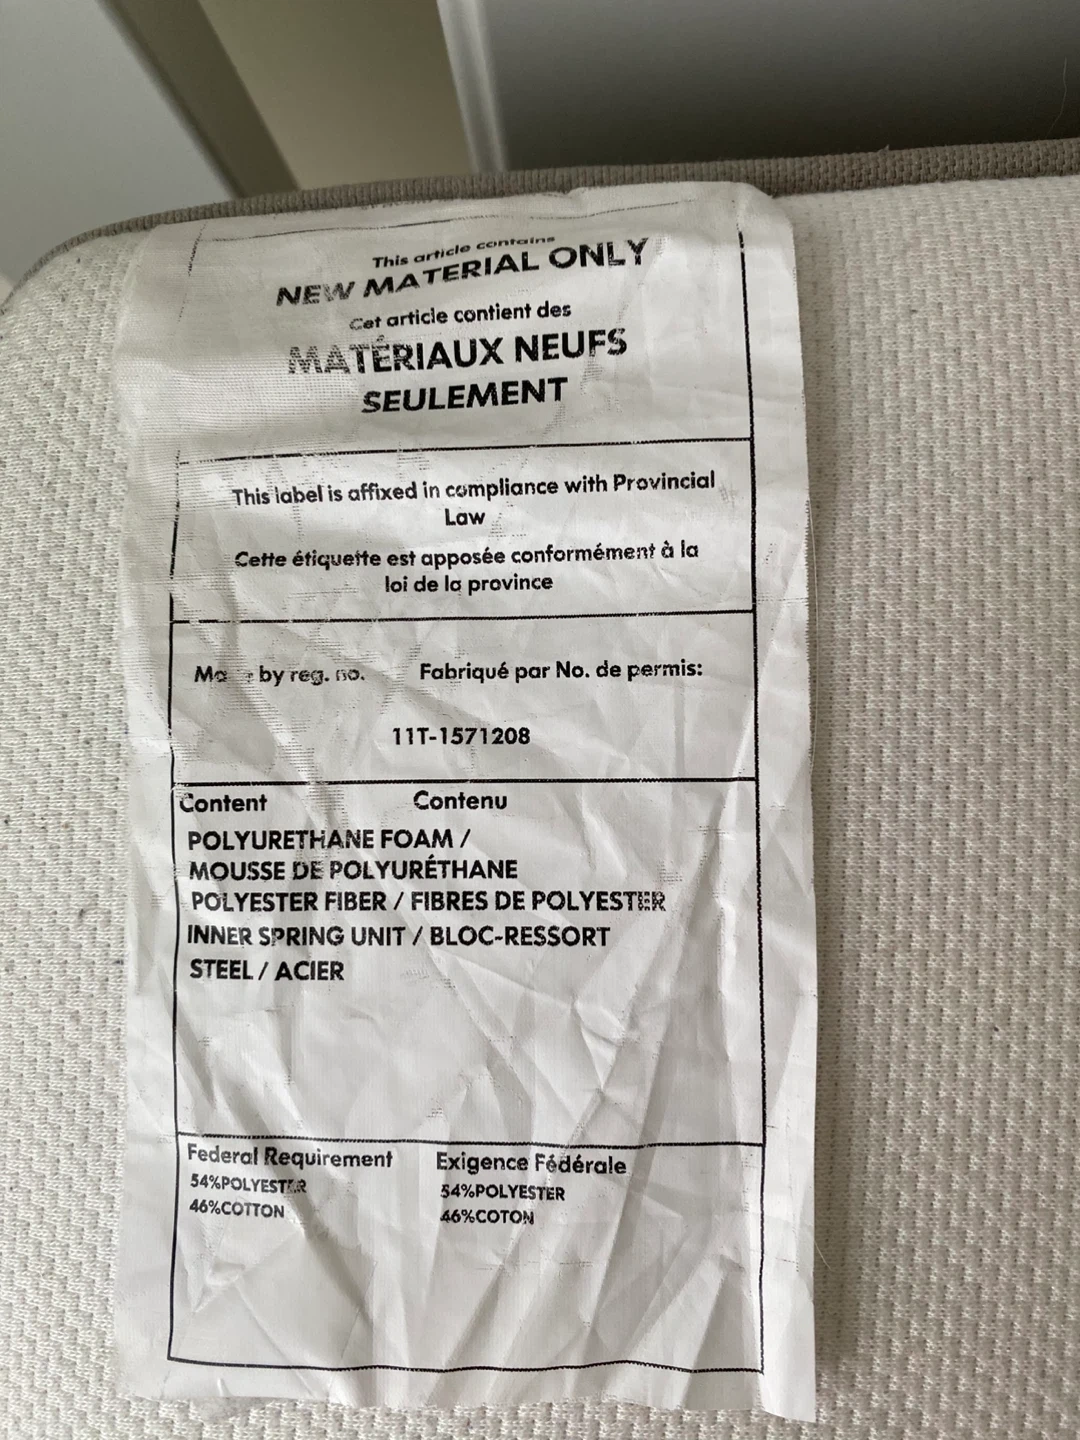 This article contains
NEW MATERIAL ONLY
Cet article contient des
MATÉRIAUX NEUFS
SEULEMENT
This label is affixed in compliance with Provincial
Law
Cette étiquette est apposée conformément à la
loi de la province
by reg. no. Fabriqué par No. de permis:
11T-1571208
Content Contenu
POLYURETHANE FOAM /
MOUSSE DE POLYURÉTHANE
POLYESTER FIBER / FIBRES DE POLYESTER
INNER SPRING UNIT / BLOC-RESSORT
STEEL / ACIER
Federal Requirement Exigence Fédérale
54%POLYESTER 54%POLYESTER
46%COTTON 46%COTON